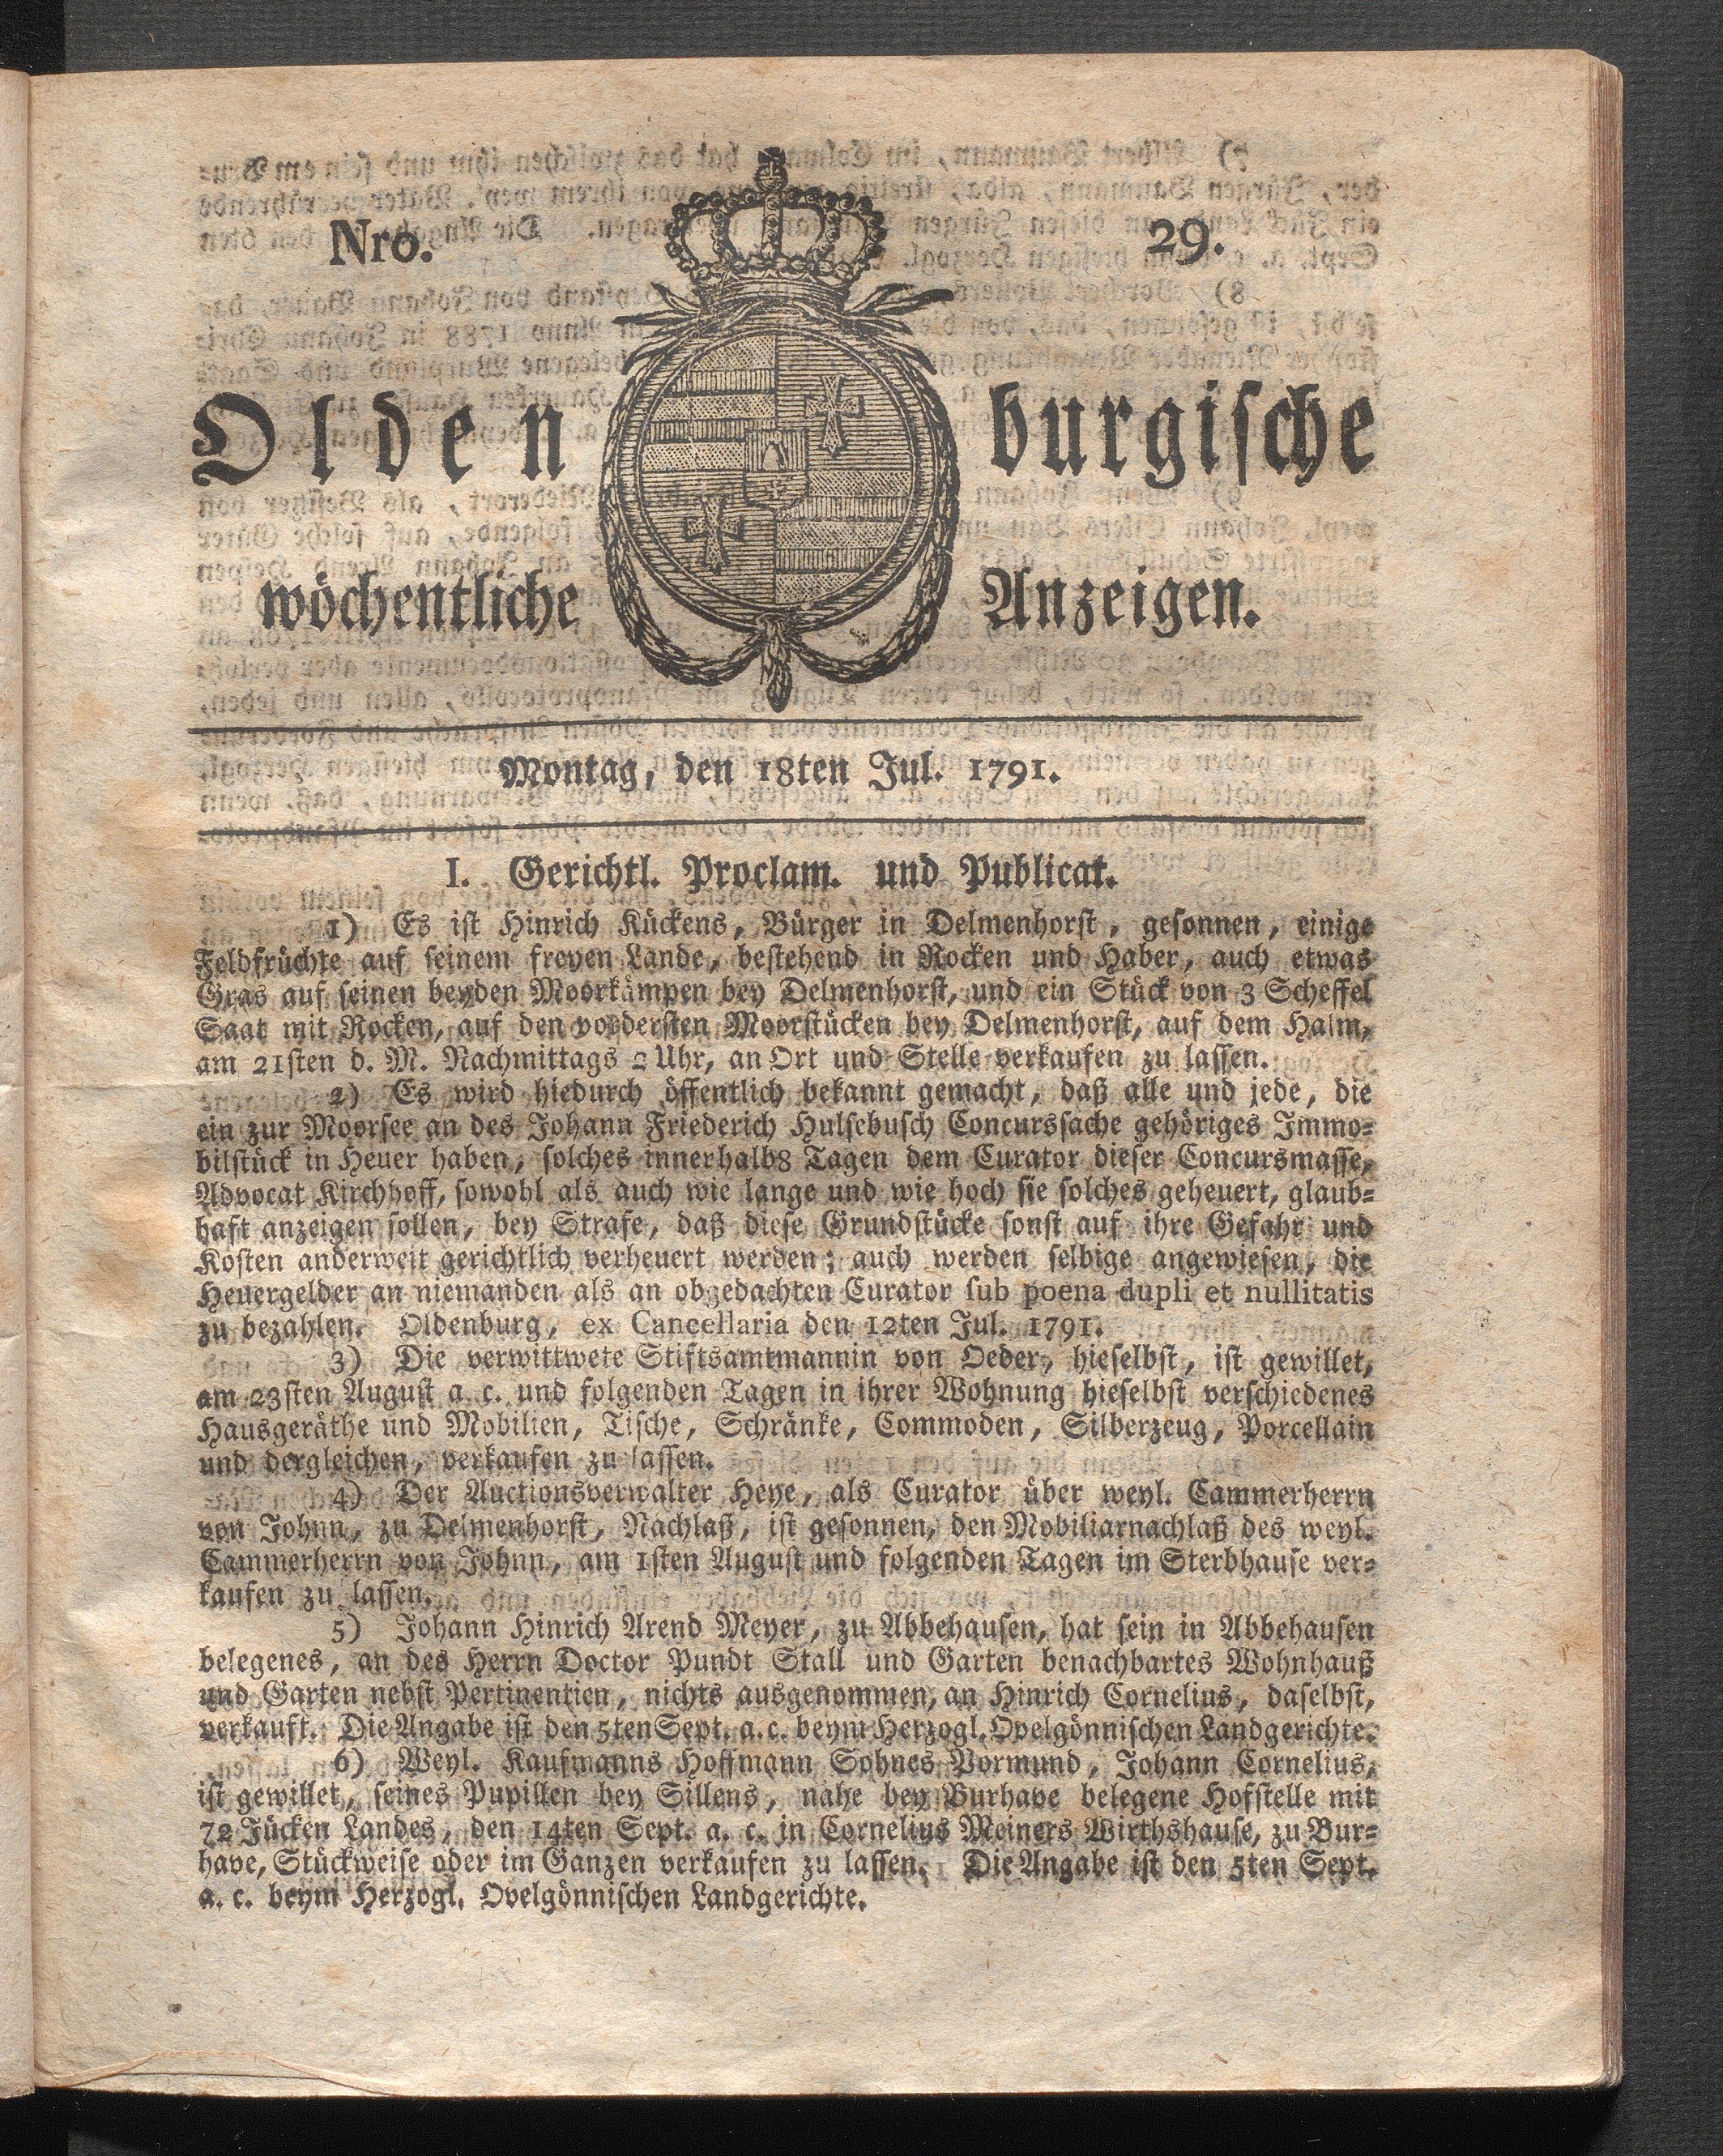 Nro. 29.
Oldenburgische
wöchentliche Anzeigen.
Montag, den 18ten Jul. 1791.
I. Gerichtl. Proclam. und Publicat.
1) Es ist Hinrich Kückens, Bürger in Delmenhorst, gesonnen, einige
Feldfrüchte auf seinem freyen Lande, bestehend in Rocken und Haber, auch etwas
Gras auf seinen beyden Moorkämpen bey Delmenhorst, und ein Stück von 3 Scheffel
Saat mit Rocken, auf den vordersten Moorstücken bey Delmenhorst, auf dem Halm,
am 21sten d. M. Nachmittags 2 Uhr, an Ort und Stelle verkaufen zu lassen.
2) Es wird hiedurch öffentlich bekannt gemacht, daß alle und jede, die
ein zur Moorsee an des Johann Friederich Hulsebusch Concurssache gehöriges Immo-
bilstück in Heuer haben, solches innerhalb 8 Tagen dem Curator dieser Concursmasse,
Advocat Kirchhoff, sowohl als auch wie lange und wie hoch sie solches geheuert, glaub-
haft anzeigen sollen, bey Strafe, daß diese Grundstücke sonst auf ihre Gefahr und
Kosten anderweit gerichtlich verheuert werden; auch werden selbige angewiesen, die
Heuergelder an niemanden als an obgedachten Curator sub poena dupli et nullitatis
zu bezahlen. Oldenburg, ex Cancellaria den 12ten Jul. 1791.
3) Die verwittwete Stiftsamtmannin von Oeder, hieselbst, ist gewillet,
am 23sten August a. c. und folgenden Tagen in ihrer Wohnung hieselbst verschiedenes
Hausgeräthe und Mobilien, Tische, Schränke, Commoden, Silberzeug, Porcellain
und dergleichen, verkaufen zu lassen.
4) Der Auctionsverwalter Heye, als Curator über weyl. Cammerherrn
von Johnn, zu Delmenhorst, Nachlaß, ist gesonnen, den Mobiliarnachlaß des weyl.
Cammerherrn von Johnn, am 1sten August und folgenden Tagen im Sterbhause ver-
kaufen zu lassen.
5) Johann Hinrich Arend Meyer, zu Abbehausen, hat sein in Abbehausen
belegenes, an des Herrn Doctor Pundt Stall und Garten benachbartes Wohnhauß
und Garten nebst Pertinentien, nichts ausgenommen, an Hinrich Cornelius, daselbst,
verkauft. Die Angabe ist den 5ten Sept. a. c. beym Herzogl. Ovelgönnischen Landgerichte.
6) Weyl. Kaufmanns Hoffmann Sohnes Vormund, Johann Cornelius,
ist gewillet, seines Pupillen bey Sillens, nahe bey Burhave belegene Hofstelle mit
72 Jücken Landes, den 14ten Sept. a. c. in Cornelius Meiners Wirthshause, zu Bur-
have, Stückweise oder im Ganzen verkaufen zu lassen. Die Angabe ist den 5ten Sept.
a. c. beym Herzogl. Ovelgönnischen Landgerichte.